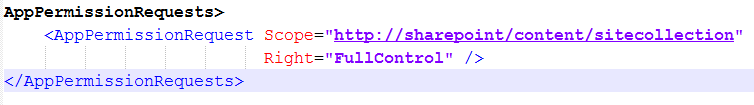 AppPermissionRequests>
<AppPermissionRequest Scope="http://sharepoint/content/sitecollection"
Right="FullControl" />
</AppPermissionRequests>